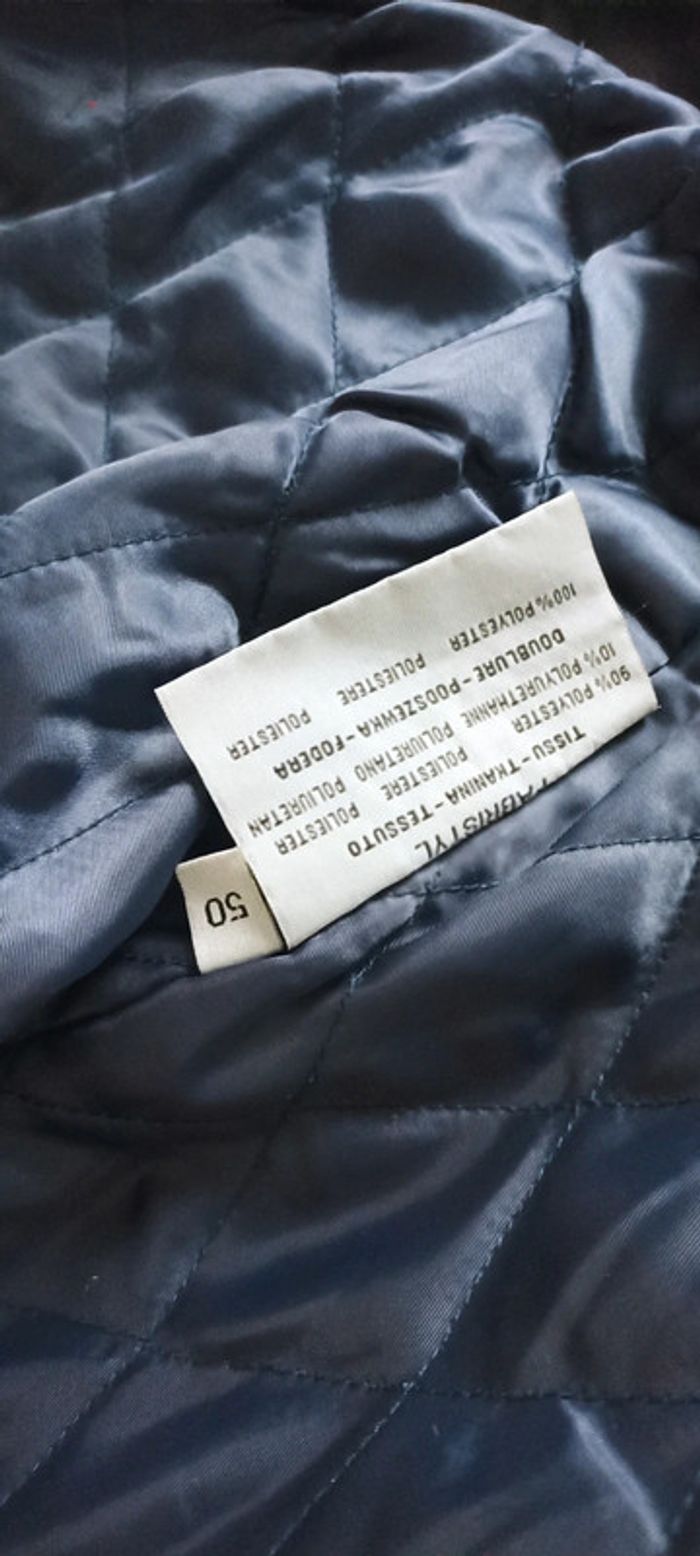 FABRISTYL
TISSU - TKANINA - TESSUTO
90% POLYESTER POLIESTERE POLIESTER
10% POLYURETHANNE POLIURETANO POLIURETAN
DOUBLURE - PODSZEWKA - FODERA
100% POLYESTER POLIESTERE POLIESTER
50